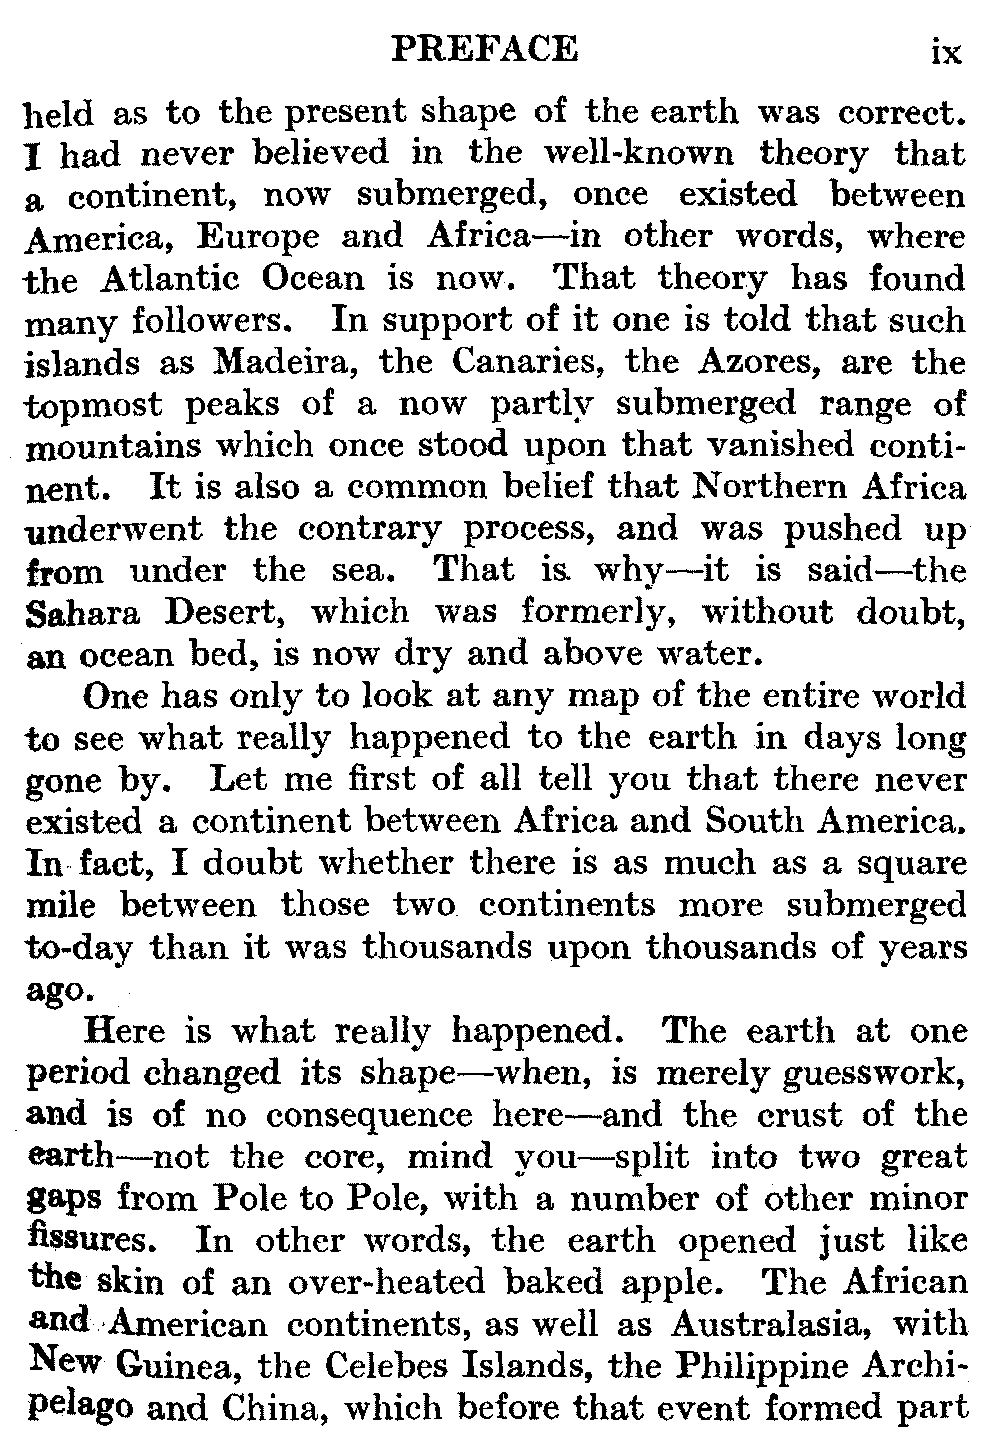 PREFACE ix
held as to the present shape of the earth was correct.
I had never believed in the well-known theory that
a continent, now submerged, once existed between
America, Europe and Africa—in other words, where
the Atlantic Ocean is now. That theory has found
many followers. In support of it one is told that such
islands as Madeira, the Canaries, the Azores, are the
topmost peaks of a now partly submerged range of
mountains which once stood upon that vanished conti-
nent. It is also a common belief that Northern Africa
underwent the contrary process, and was pushed up
from under the sea. That is why—it is said—the
Sahara Desert, which was formerly, without doubt,
an ocean bed, is now dry and above water.
One has only to look at any map of the entire world
to see what really happened to the earth in days long
gone by. Let me first of all tell you that there never
existed a continent between Africa and South America.
In fact, I doubt whether there is as much as a square
mile between those two continents more submerged
to-day than it was thousands upon thousands of years
ago.
Here is what really happened. The earth at one
period changed its shape—when, is merely guesswork,
and is of no consequence here—and the crust of the
earth—not the core, mind you—split into two great
gaps from Pole to Pole, with a number of other minor
fissures. In other words, the earth opened just like
the skin of an over-heated baked apple. The African
and American continents, as well as Australasia, with
New Guinea, the Celebes Islands, the Philippine Archi-
pelago and China, which before that event formed part